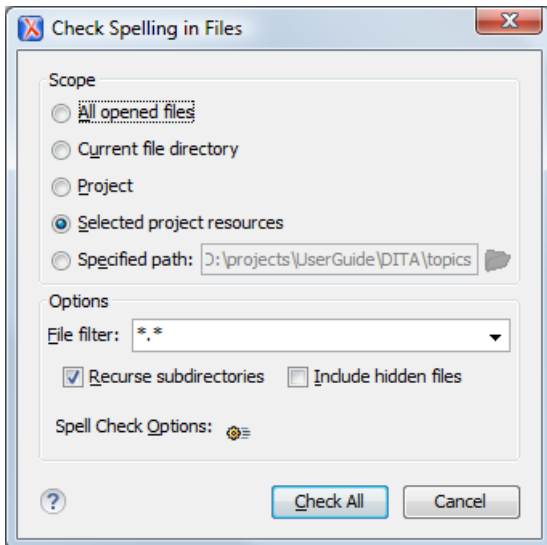 Check Spelling in Files
Scope
All opened files
Current file directory
Project
Selected project resources
Specified path: D:\projects\UserGuide\DITA\topics
Options
File filter: *.*
Recurse subdirectories Include hidden files
Spell Check Options:
? Check All Cancel